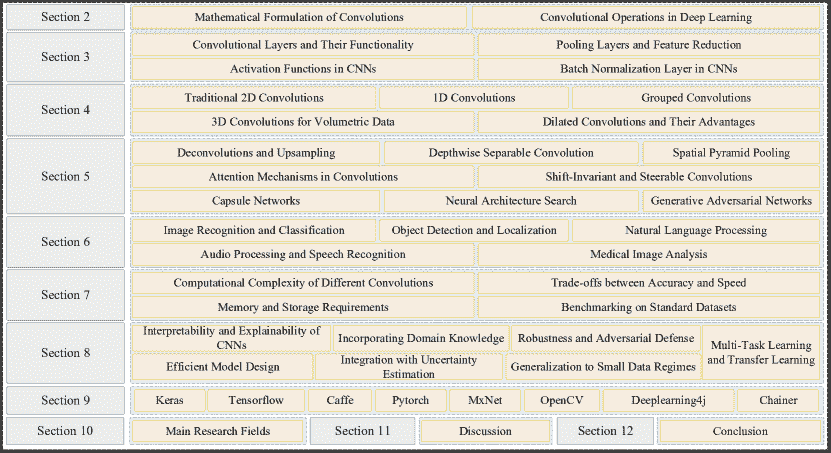 Section 2
Mathematical Formulation of Convolutions
Convolutional Operations in Deep Learning
Section 3
Convolutional Layers and Their Functionality
Pooling Layers and Feature Reduction
Activation Functions in CNNs
Batch Normalization Layer in CNNs
Section 4
Traditional 2D Convolutions
1D Convolutions
Grouped Convolutions
3D Convolutions for Volumetric Data
Dilated Convolutions and Their Advantages
Section 5
Deconvolutions and Upsampling
Depthwise Separable Convolution
Spatial Pyramid Pooling
Attention Mechanisms in Convolutions
Shift-Invariant and Steerable Convolutions
Capsule Networks
Neural Architecture Search
Generative Adversarial Networks
Section 6
Image Recognition and Classification
Object Detection and Localization
Natural Language Processing
Audio Processing and Speech Recognition
Medical Image Analysis
Section 7
Computational Complexity of Different Convolutions
Trade-offs between Accuracy and Speed
Memory and Storage Requirements
Benchmarking on Standard Datasets
Section 8
Interpretability and Explainability of
CNNs
Incorporating Domain Knowledge
Robustness and Adversarial Defense
Multi-Task Learning
and Transfer Learning
Efficient Model Design
Integration with Uncertainty
Estimation
Generalization to Small Data Regimes
Section 9
Keras
Tensorflow
Caffe
Pytorch
MxNet
OpenCV
Deeplearning4j
Chainer
Section 10
Main Research Fields
Section 11
Discussion
Section 12
Conclusion